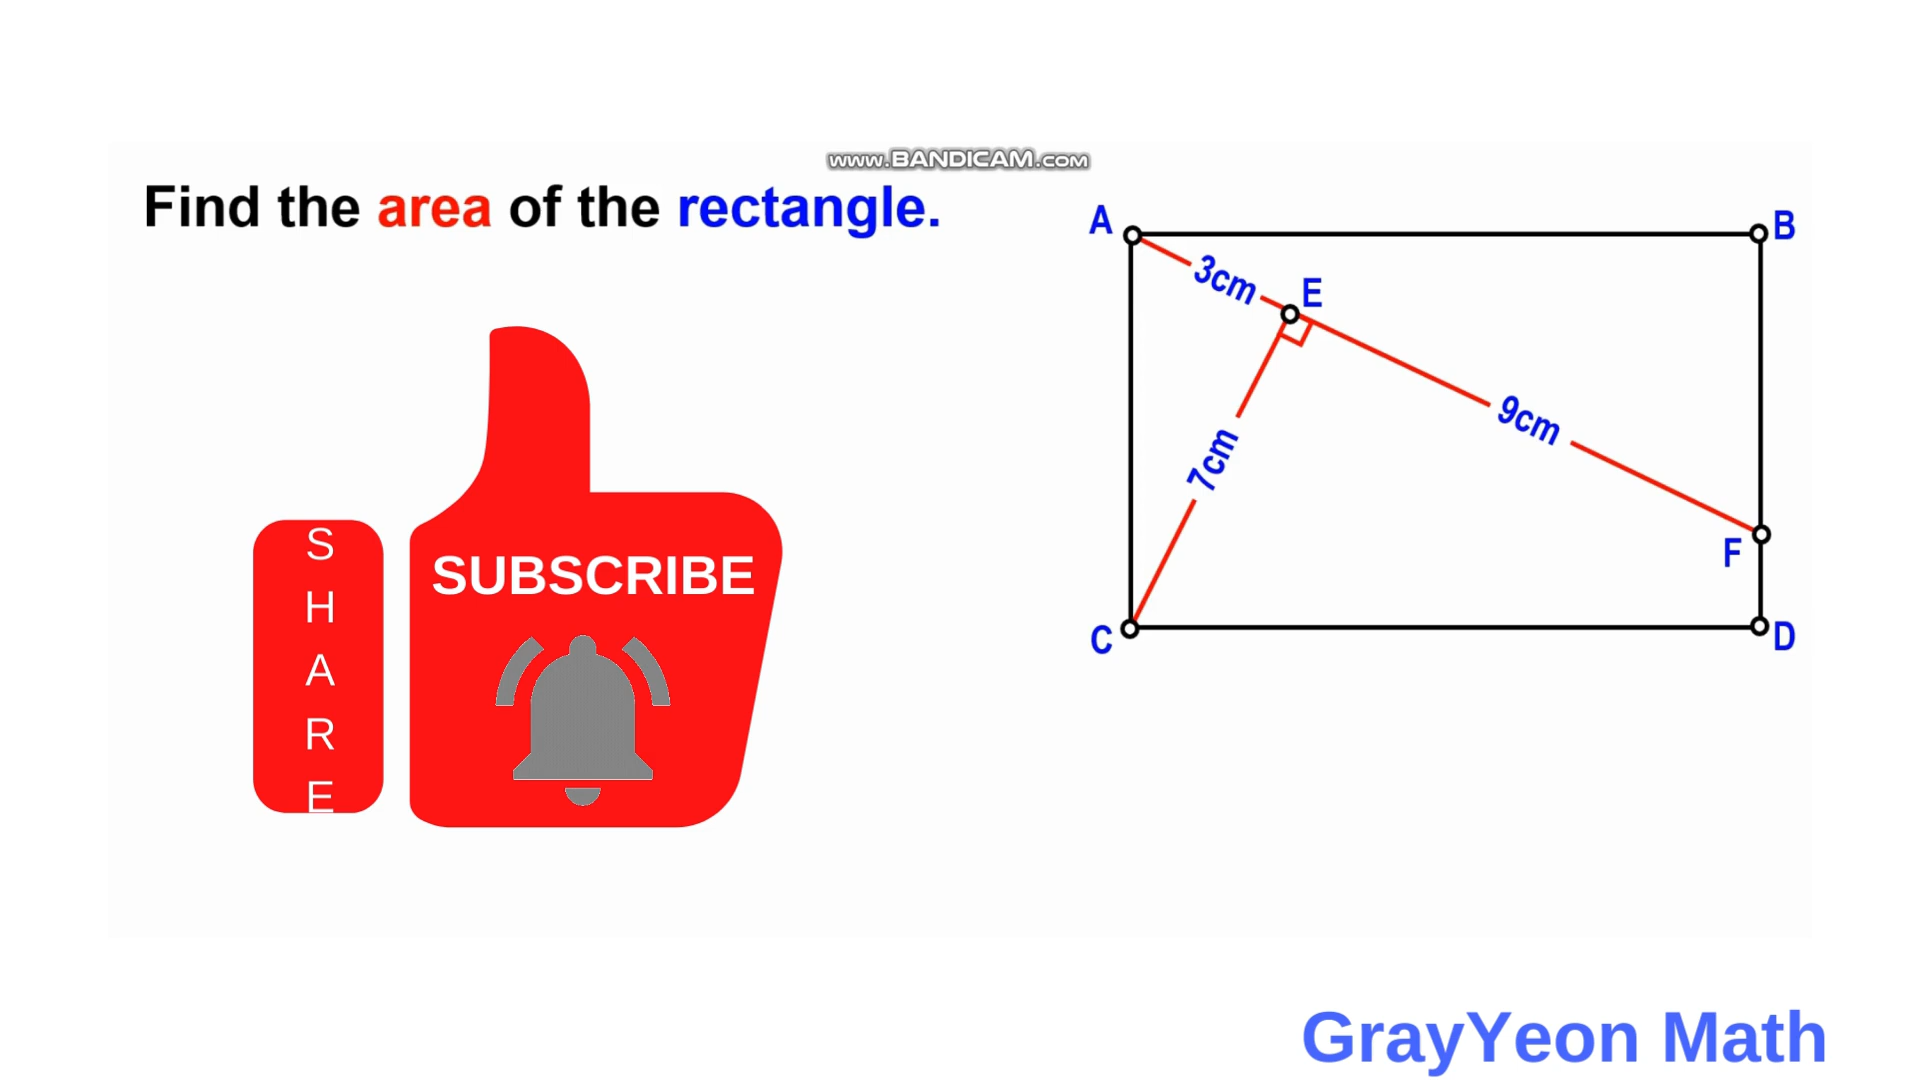 www.BANDICAM.com
Find the area of the rectangle.
A
B
3cm
E
9cm
7cm
F
C
D
S
H
A
R
E
SUBSCRIBE
GrayYeon Math